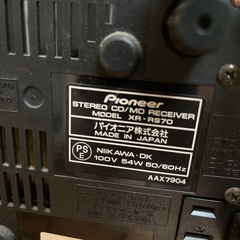 Pioneer
STEREO CD/MD RECEIVER
MODEL XR-RS70
パイオニア株式会社
MADE IN JAPAN
PS
E
NIIKAWA・DK
100V 54W 50/60Hz
AAX7904